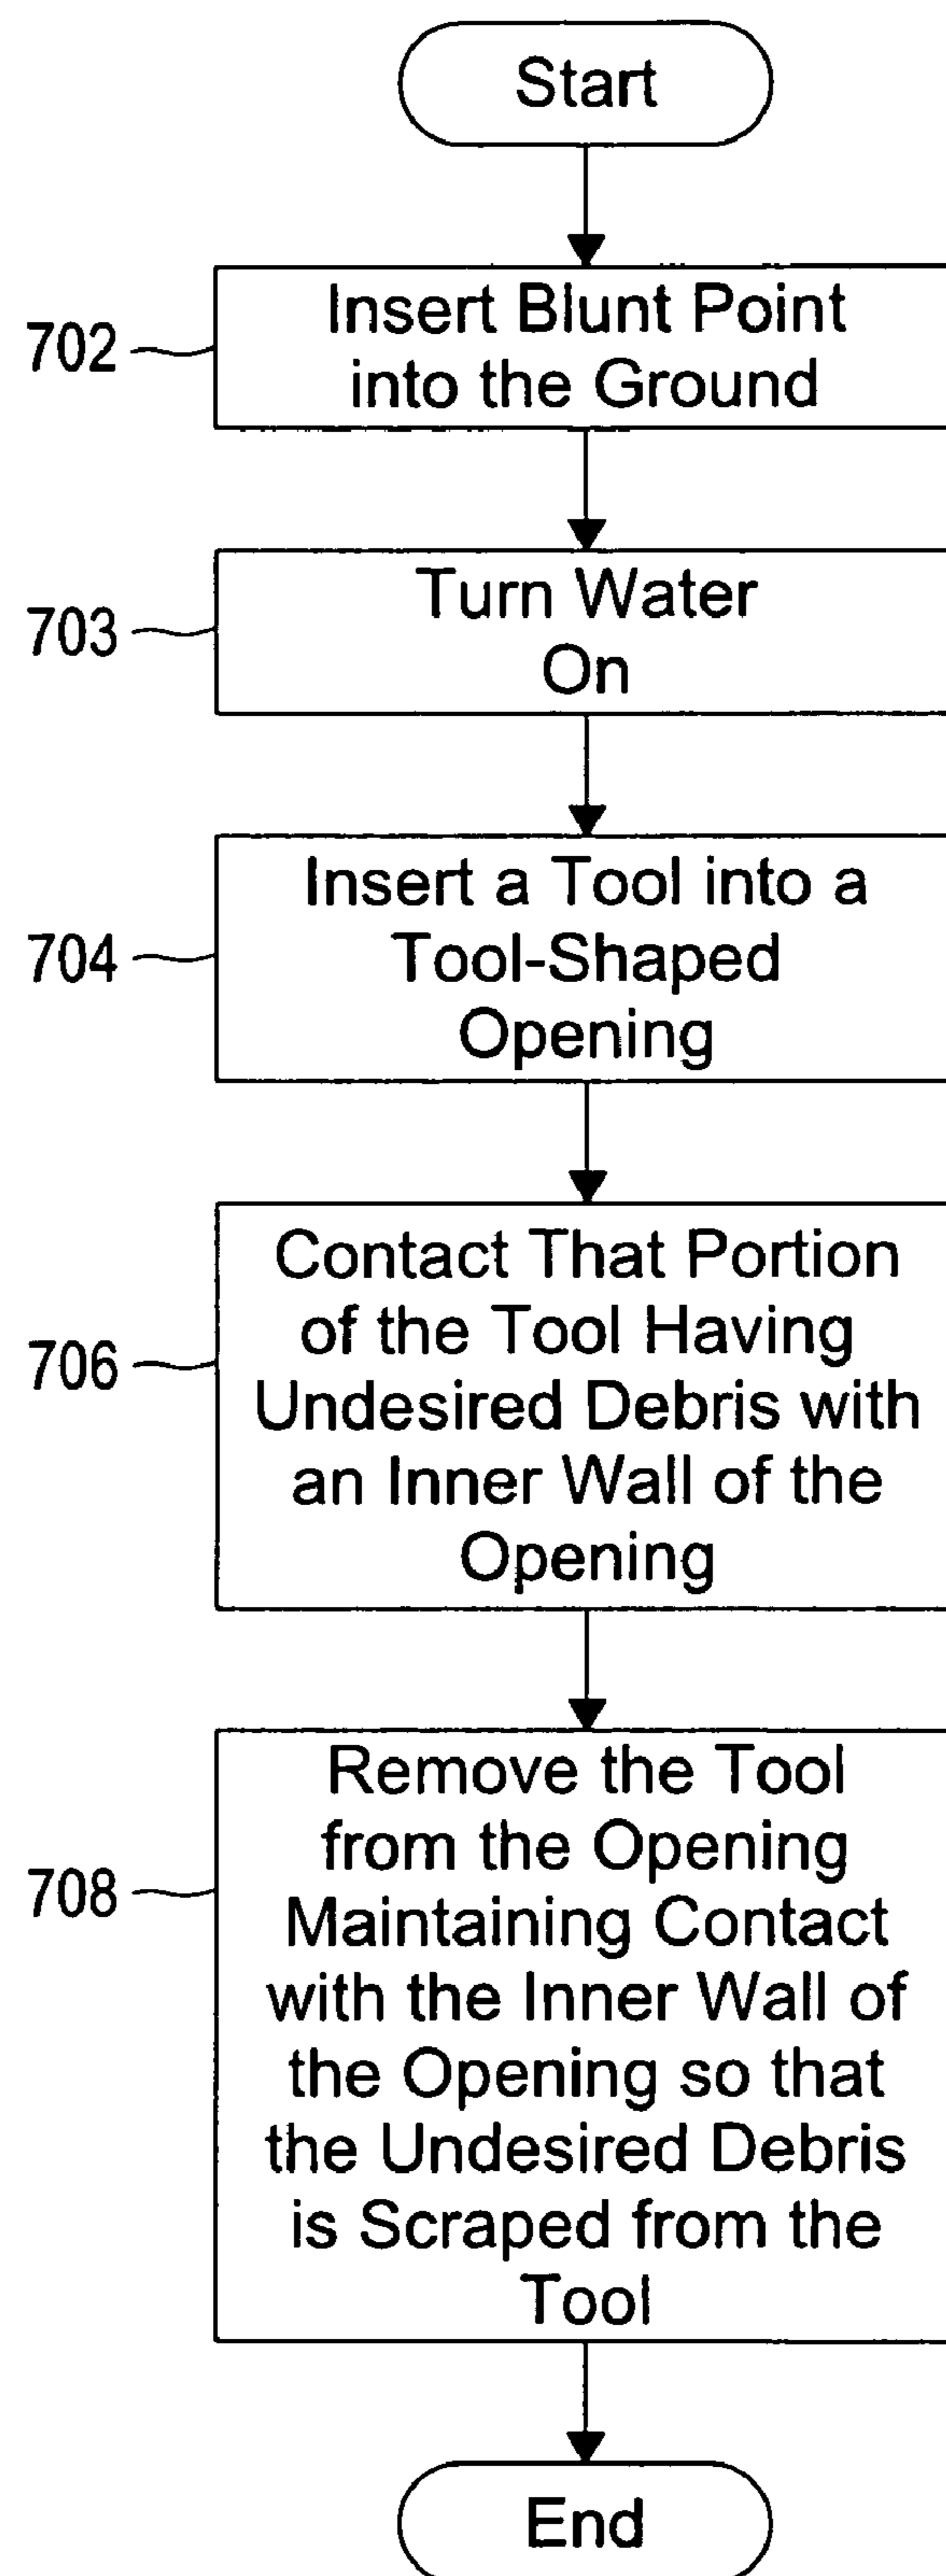 Start
702
Insert Blunt Point
into the Ground
703
Turn Water
On
704
Insert a Tool into a
Tool-Shaped
Opening
706
Contact That Portion
of the Tool Having
Undesired Debris with
an Inner Wall of the
Opening
708
Remove the Tool
from the Opening
Maintaining Contact
with the Inner Wall of
the Opening so that
the Undesired Debris
is Scraped from the
Tool
End